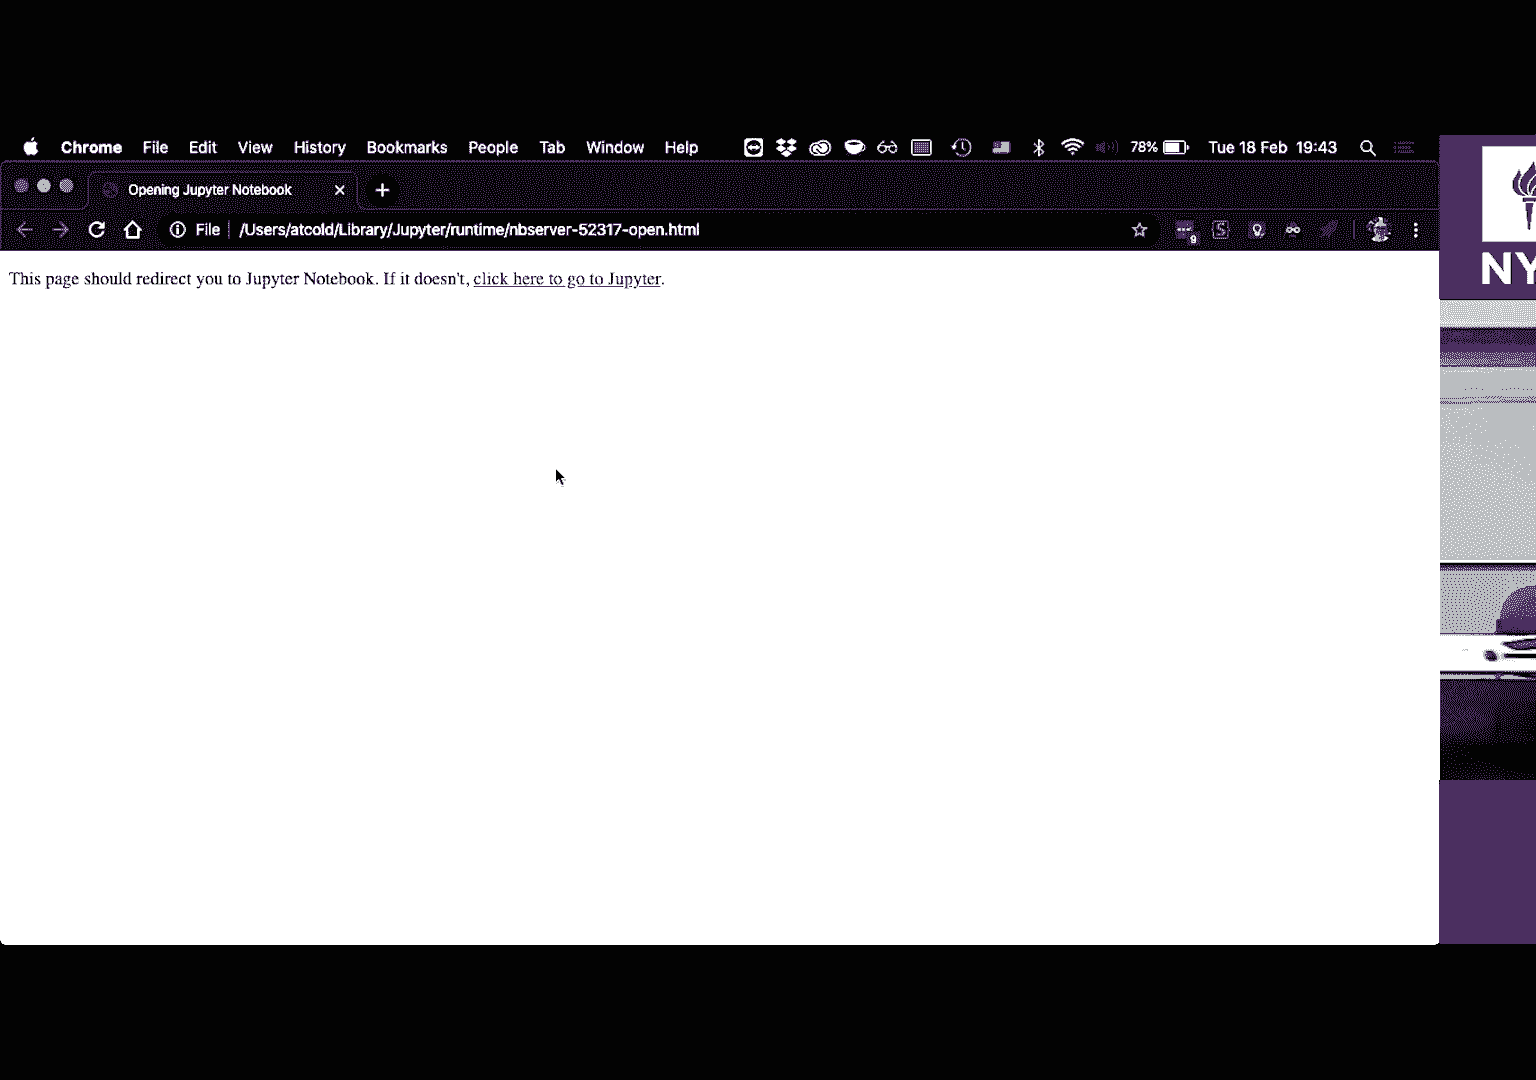 Chrome File Edit View History Bookmarks People Tab Window Help 78% Tue 18 Feb 19:43
Opening Jupyter Notebook
File /Users/atcold/Library/Jupyter/runtime/nbserver-52317-open.html
9
This page should redirect you to Jupyter Notebook. If it doesn't, click here to go to Jupyter.
NY